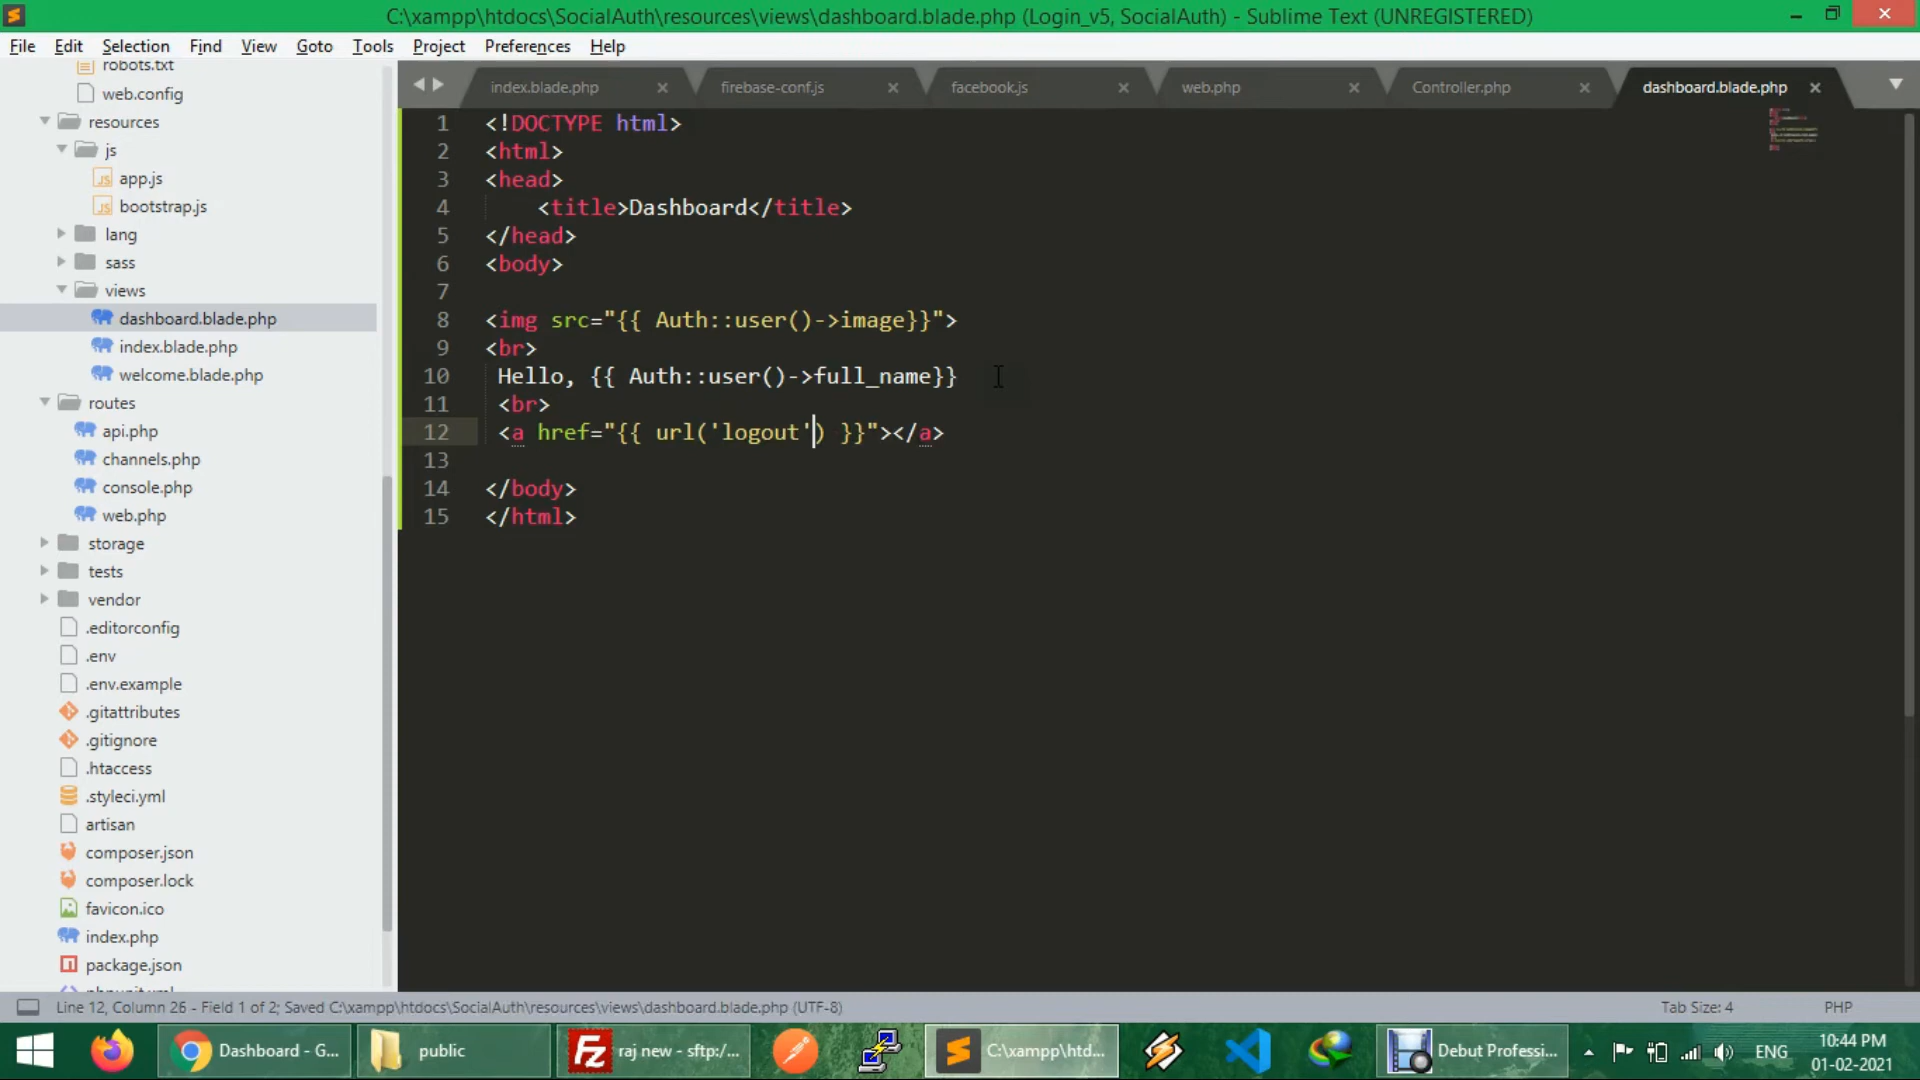 C:\xampp\htdocs\SocialAuth\resources\views\dashboard.blade.php (Login_v5, SocialAuth) - Sublime Text (UNREGISTERED)
File Edit Selection Find View Goto Tools Project Preferences Help
index.blade.php firebase-conf.js facebook.js web.php Controller.php dashboard.blade.php
robots.txt
web.config
resources
js
app.js
bootstrap.js
lang
sass
views
dashboard.blade.php
index.blade.php
welcome.blade.php
routes
api.php
channels.php
console.php
web.php
storage
tests
vendor
.editorconfig
.env
.env.example
.gitattributes
.gitignore
.htaccess
.styleci.yml
artisan
composer.json
composer.lock
favicon.ico
index.php
package.json
1 <!DOCTYPE html>
2 <html>
3 <head>
4 <title>Dashboard</title>
5 </head>
6 <body>
7
8 <img src="{{ Auth::user()->image}}">
9 <br>
10 Hello, {{ Auth::user()->full_name}}
11 <br>
12 <a href="{{ url('logout') }}"></a>
13
14 </body>
15 </html>
Line 12, Column 26 - Field 1 of 2; Saved C:\xampp\htdocs\SocialAuth\resources\views\dashboard.blade.php (UTF-8) Tab Size: 4 PHP
Dashboard - G... public raj new - sftp:/... C:\xampp\htd... Debut Professi... ENG 10:44 PM
01-02-2021